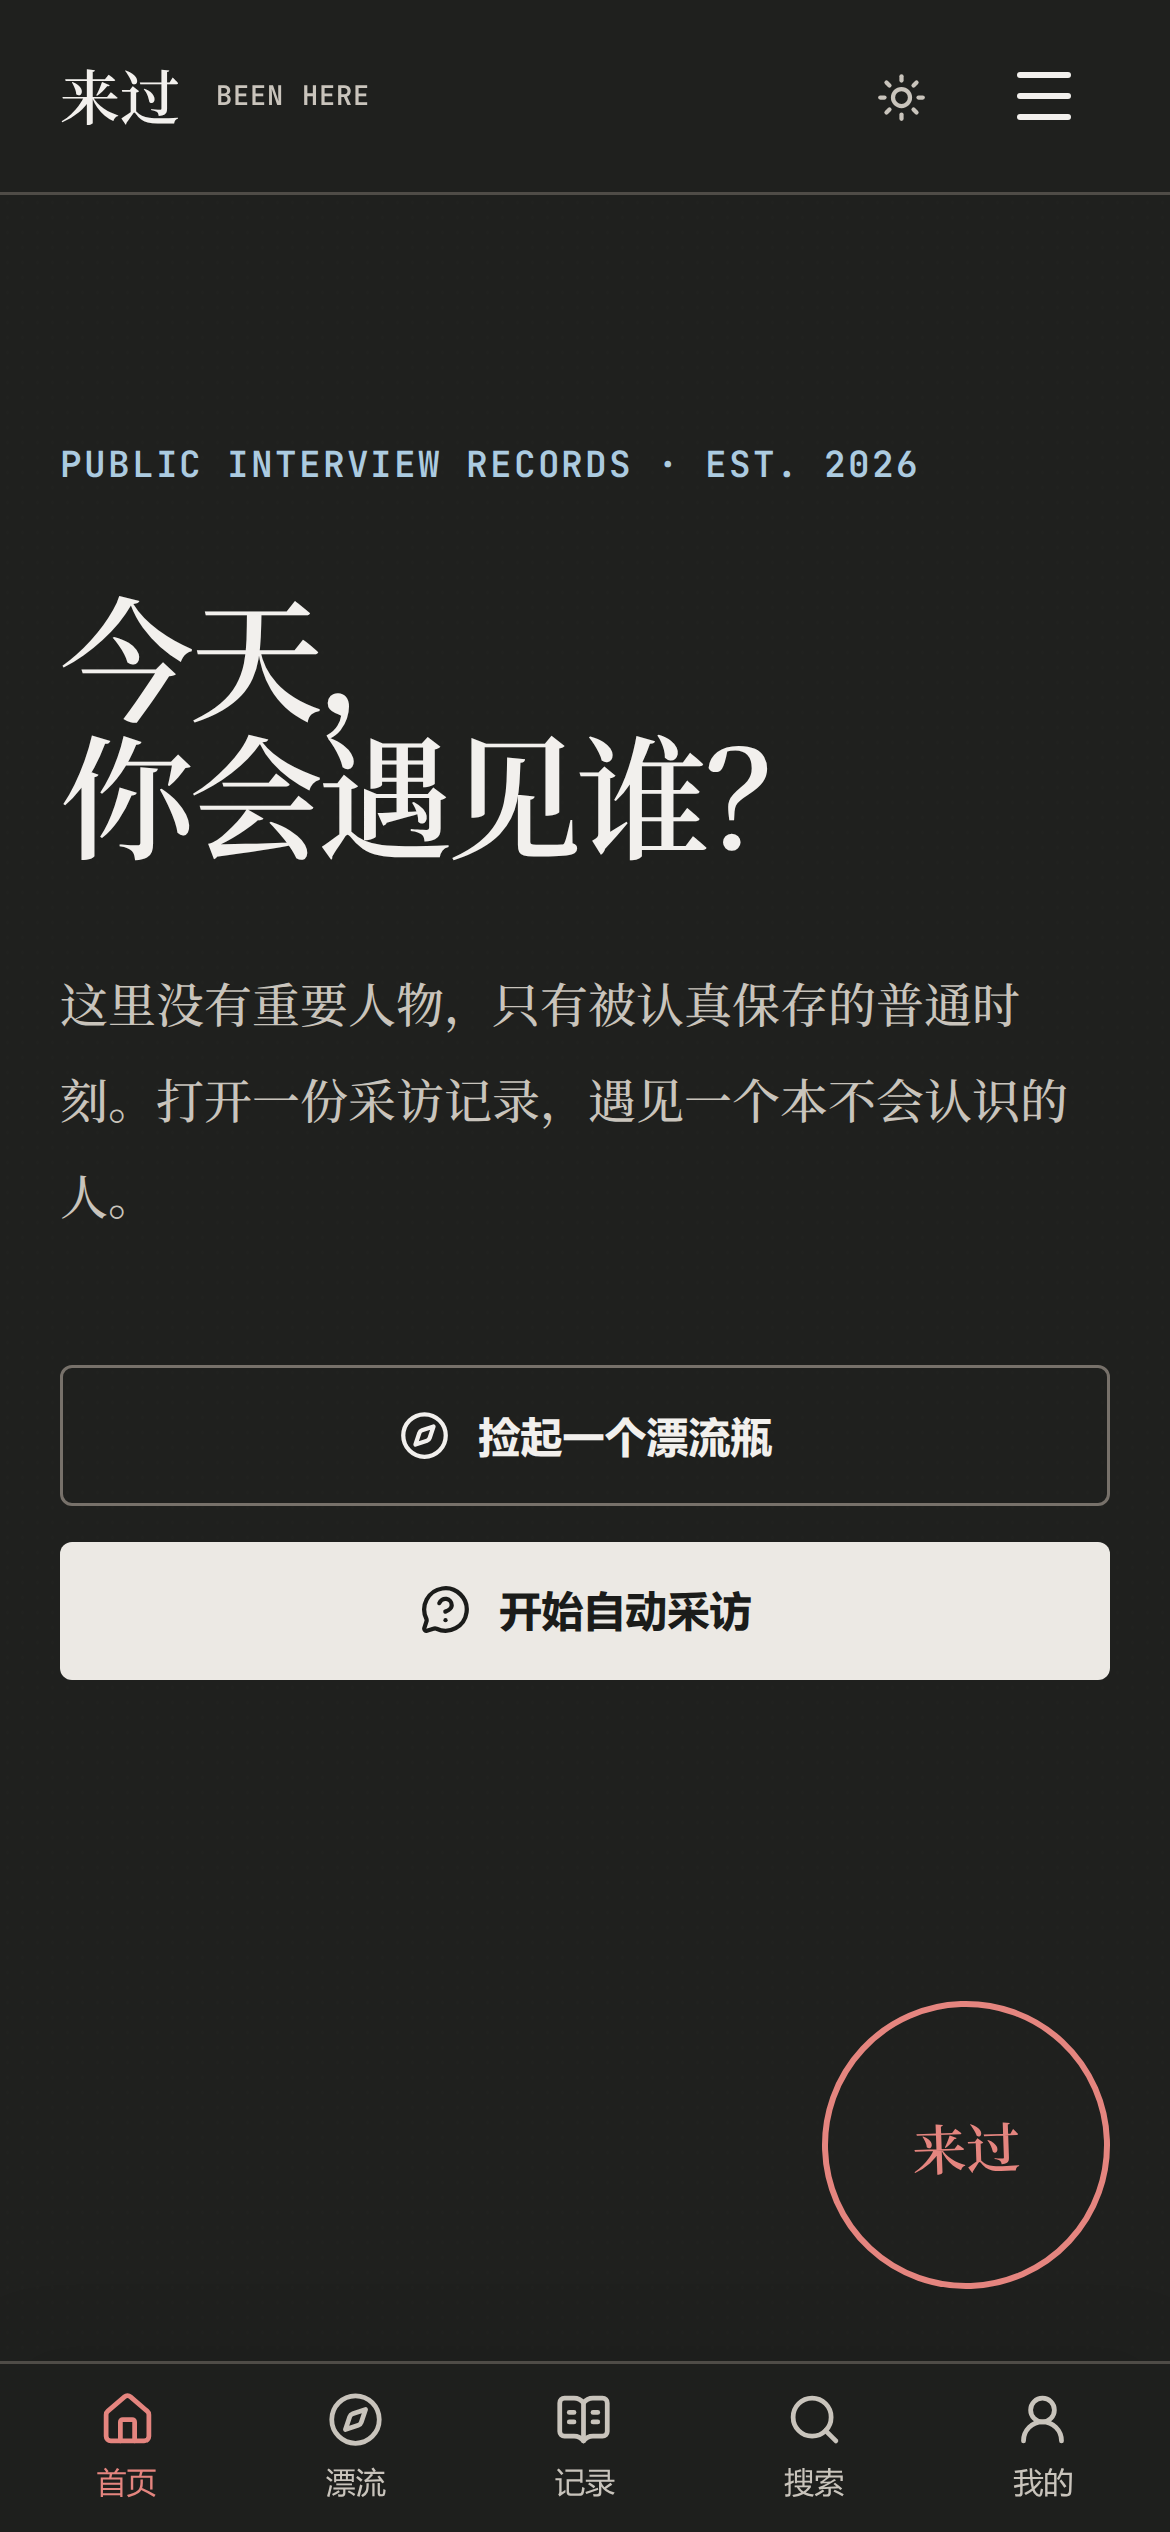 来过 BEEN HERE
PUBLIC INTERVIEW RECORDS · EST. 2026
今天，
你会遇见谁？
这里没有重要人物，只有被认真保存的普通时
刻。打开一份采访记录，遇见一个本不会认识的
人。
捡起一个漂流瓶
开始自动采访
来过
首页 漂流 记录 搜索 我的